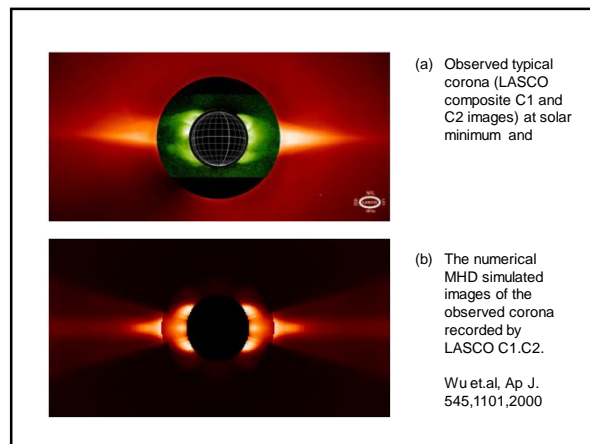 (a) Observed typical
corona (LASCO
composite C1 and
C2 images) at solar
minimum and
LASCO
(b) The numerical
MHD simulated
images of the
observed corona
recorded by
LASCO C1.C2.
Wu et.al, Ap J.
545,1101,2000